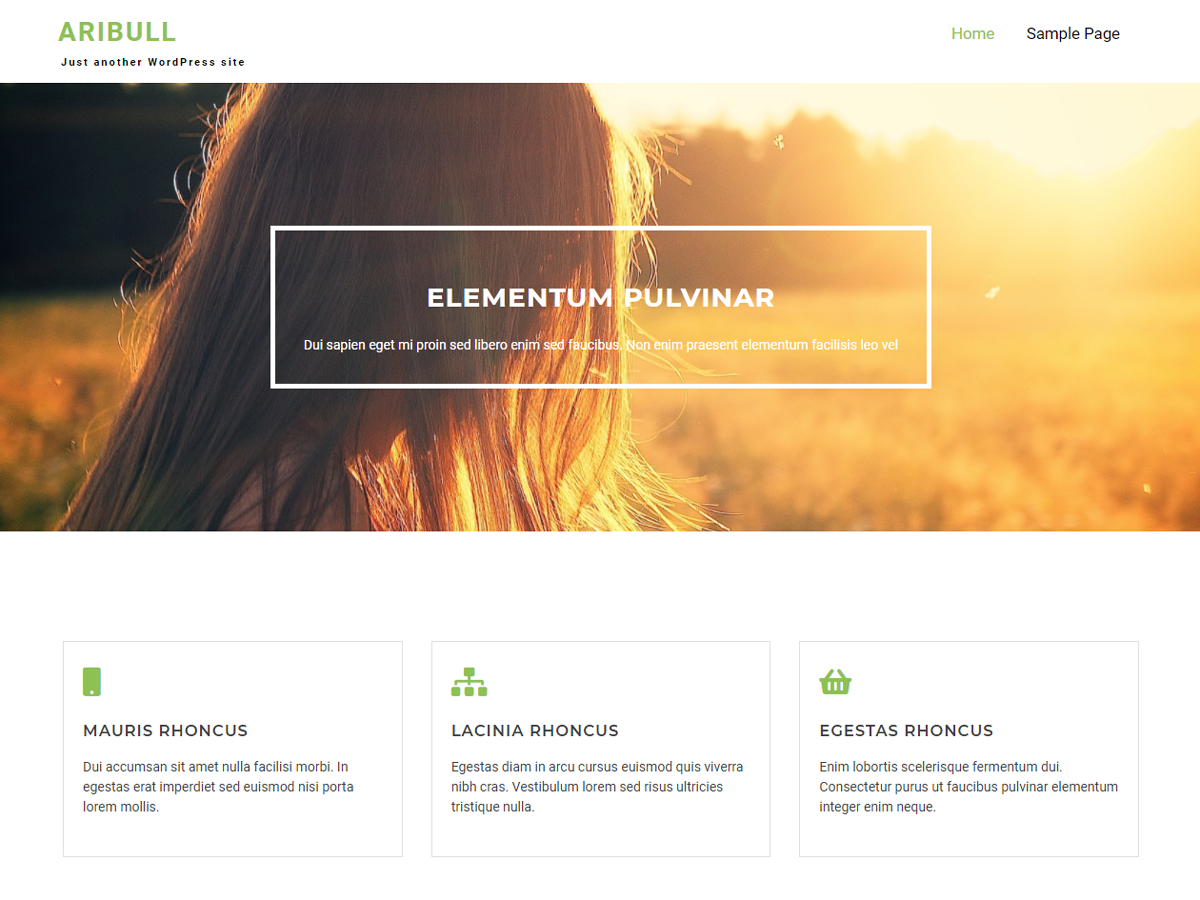 ARIBULL
Just another WordPress site
Home
Sample Page
ELEMENTUM PULVINAR
Dui sapien eget mi proin sed libero enim sed faucibus. Non enim praesent elementum facilisis leo vel
MAURIS RHONCUS
Dui accumsan sit amet nulla facilisi morbi. In
egestas erat imperdiet sed euismod nisi porta
lorem mollis.
LACINIA RHONCUS
Egestas diam in arcu cursus euismod quis viverra
nibh cras. Vestibulum lorem sed risus ultricies
tristique nulla.
EGESTAS RHONCUS
Enim lobortis scelerisque fermentum dui.
Consectetur purus ut faucibus pulvinar elementum
integer enim neque.